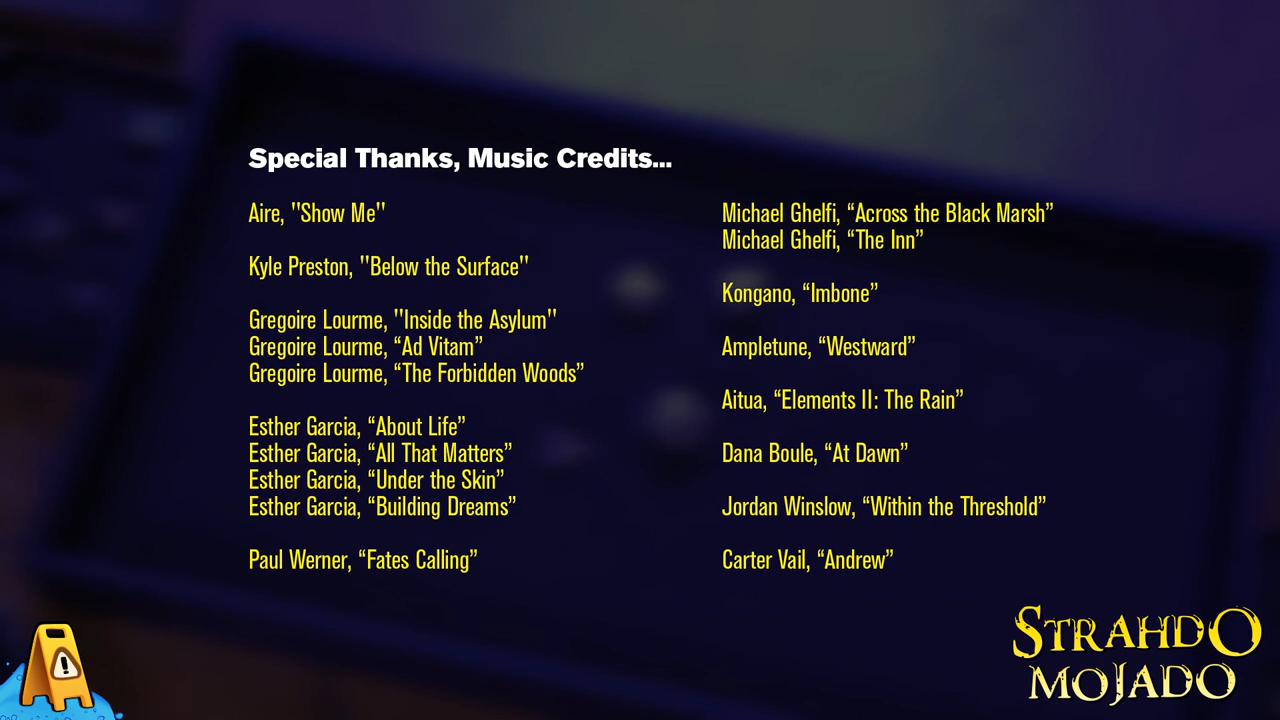 Special Thanks, Music Credits...
Aire, "Show Me"
Kyle Preston, "Below the Surface"
Gregoire Lourme, "Inside the Asylum"
Gregoire Lourme, “Ad Vitam”
Gregoire Lourme, “The Forbidden Woods”
Esther Garcia, “About Life”
Esther Garcia, “All That Matters”
Esther Garcia, “Under the Skin”
Esther Garcia, “Building Dreams”
Paul Werner, “Fates Calling”
Michael Ghelfi, “Across the Black Marsh”
Michael Ghelfi, “The Inn”
Kongano, “Imbone”
Ampletune, “Westward”
Aitua, “Elements II: The Rain”
Dana Boule, “At Dawn”
Jordan Winslow, “Within the Threshold”
Carter Vail, “Andrew”
STRAHDO
MOJADO